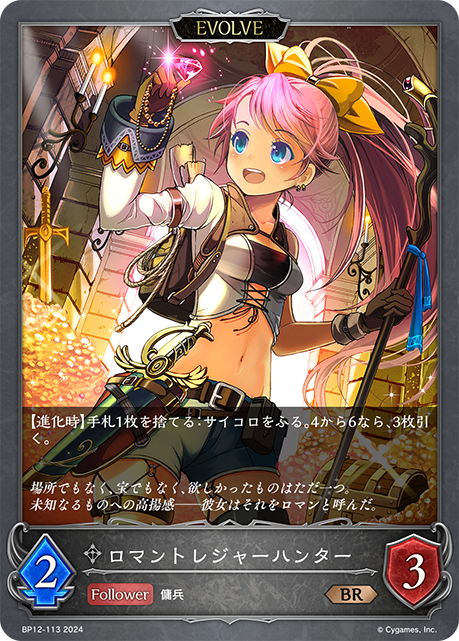 EVOLVE
【進化時】手札1枚を捨てる：サイコロをふる。4から6なら、3枚引
く。
場所でもなく、宝でもなく、欲しかったものはただ一つ。
未知なるものへの高揚感――彼女はそれをロマンと呼んだ。
2
ロマントレジャーハンター
3
Follower 傭兵
BR
BP12-113 2024
© Cygames, Inc.